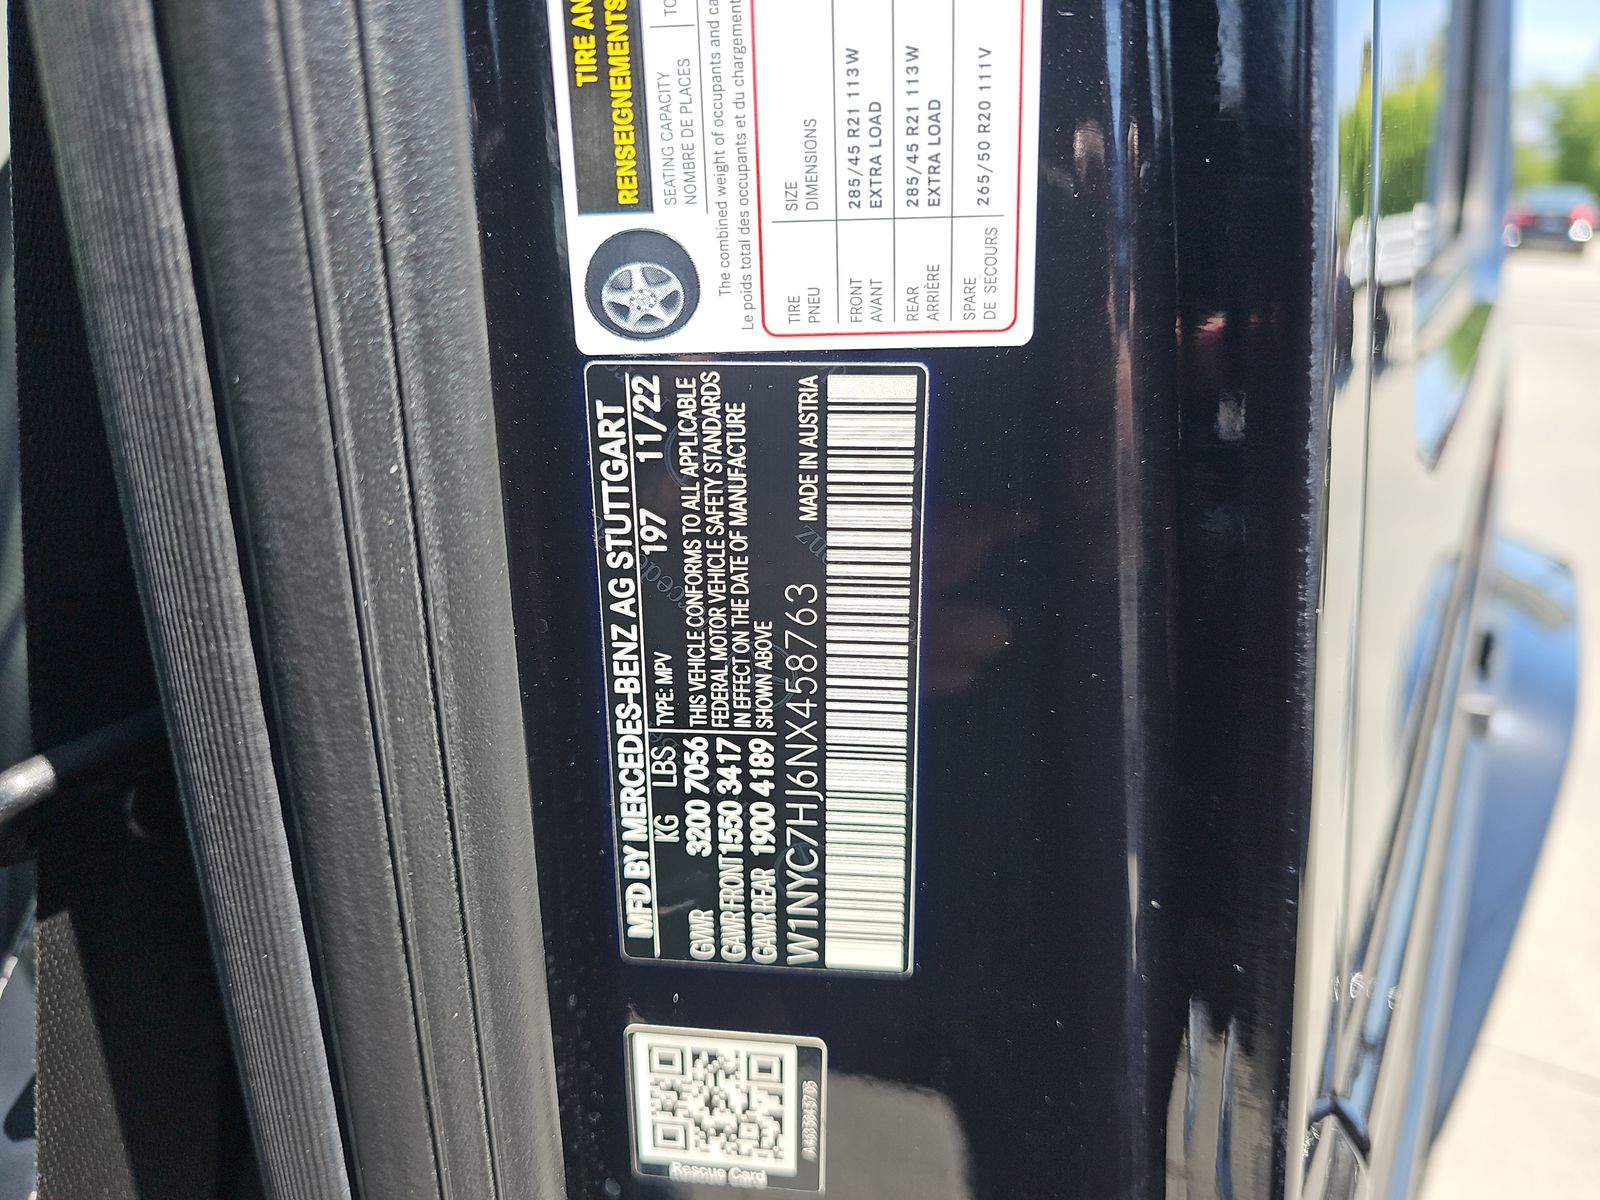 TIRE AN
RENSEIGNEMENTS
SEATING CAPACITY
NOMBRE DE PLACES
TO
The combined weight of occupants and ca
Le poids total des occupants et du chargement
TIRE
PNEU
SIZE
DIMENSIONS
FRONT
AVANT
285/45 R21 113W
EXTRA LOAD
REAR
ARRIÈRE
285/45 R21 113W
EXTRA LOAD
SPARE
DE SECOURS
265/50 R20 111V
MFD BY MERCEDES-BENZ AG STUTTGART
KG LBS TYPE: MPV 197 11/22
GVWR 3200 7056
GAWR FRONT 1550 3417
GAWR REAR 1900 4189
THIS VEHICLE CONFORMS TO ALL APPLICABLE
FEDERAL MOTOR VEHICLE SAFETY STANDARDS
IN EFFECT ON THE DATE OF MANUFACTURE
SHOWN ABOVE
W1NYC7HJ6NX458763 MADE IN AUSTRIA
Rescue Card